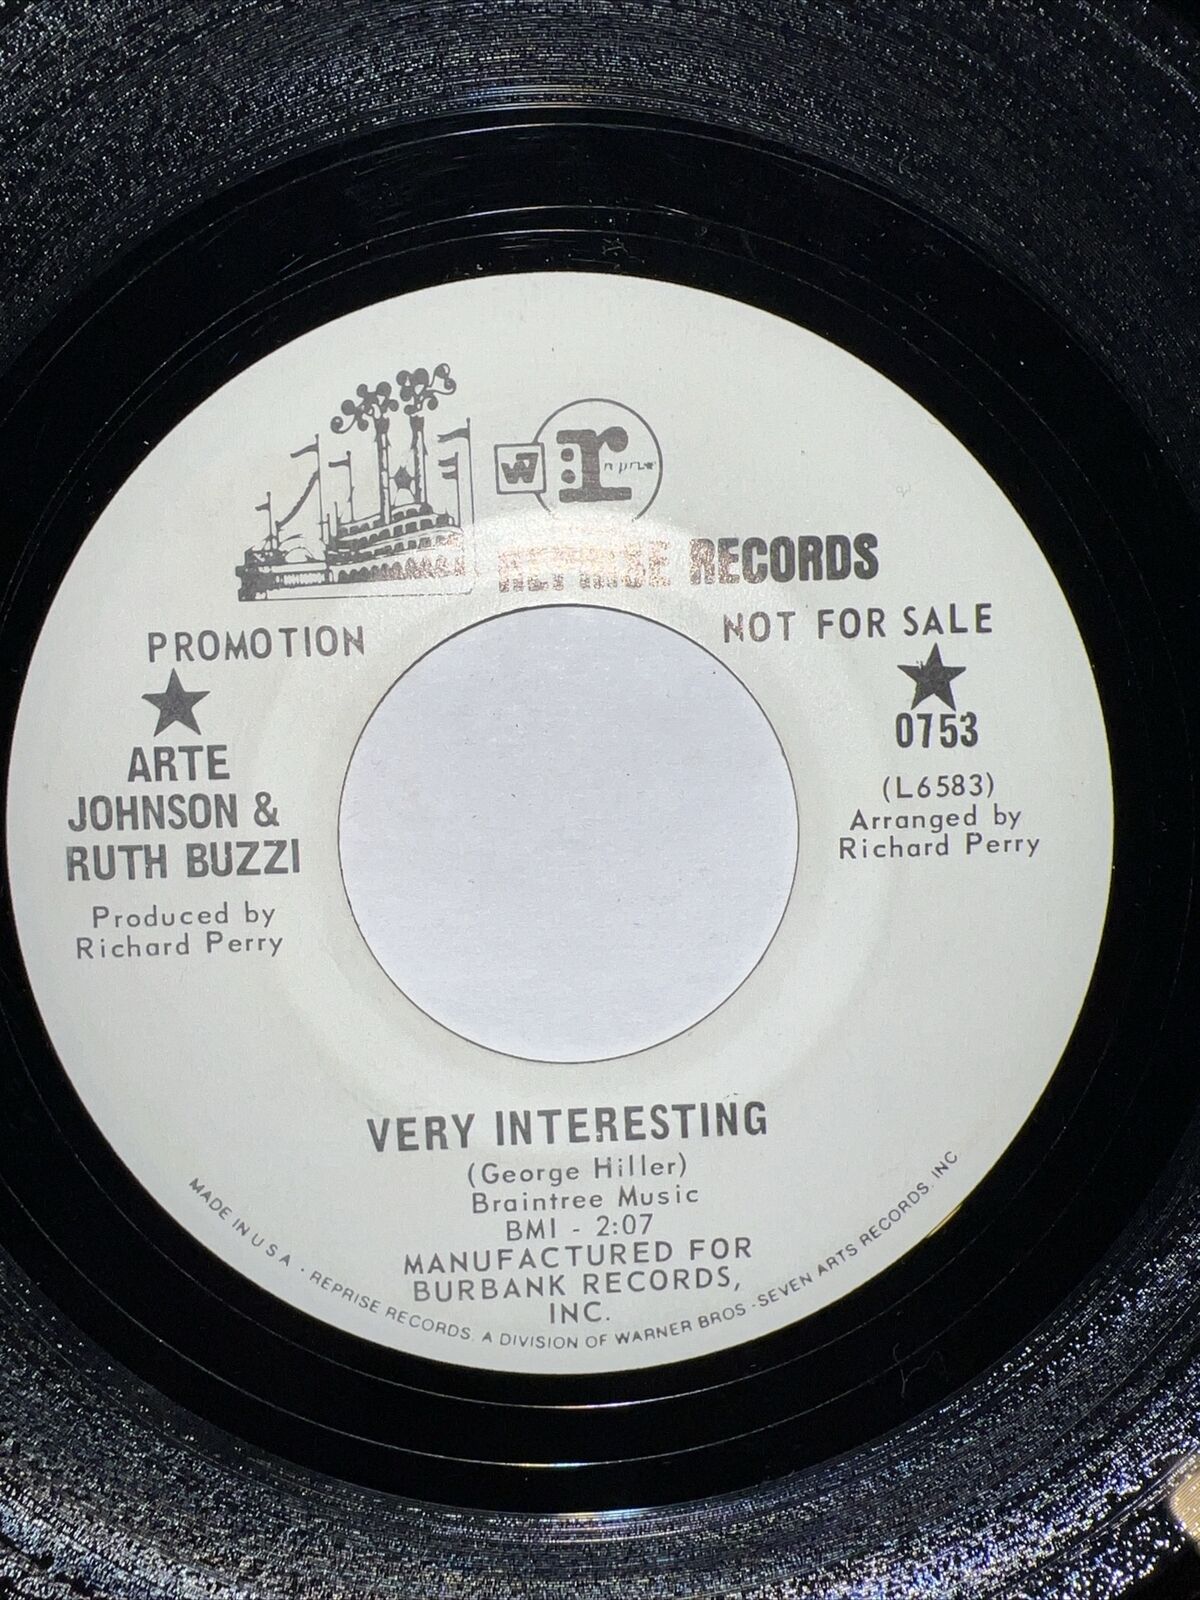 W7
r
reprise
REPRISE RECORDS
PROMOTION
NOT FOR SALE
ARTE
JOHNSON &
RUTH BUZZI
Produced by
Richard Perry
0753
(L6583)
Arranged by
Richard Perry
VERY INTERESTING
(George Hiller)
Braintree Music
BMI - 2:07
MANUFACTURED FOR
BURBANK RECORDS,
INC.
MADE IN U S A · REPRISE RECORDS, A DIVISION OF WARNER BROS.-SEVEN ARTS RECORDS, INC